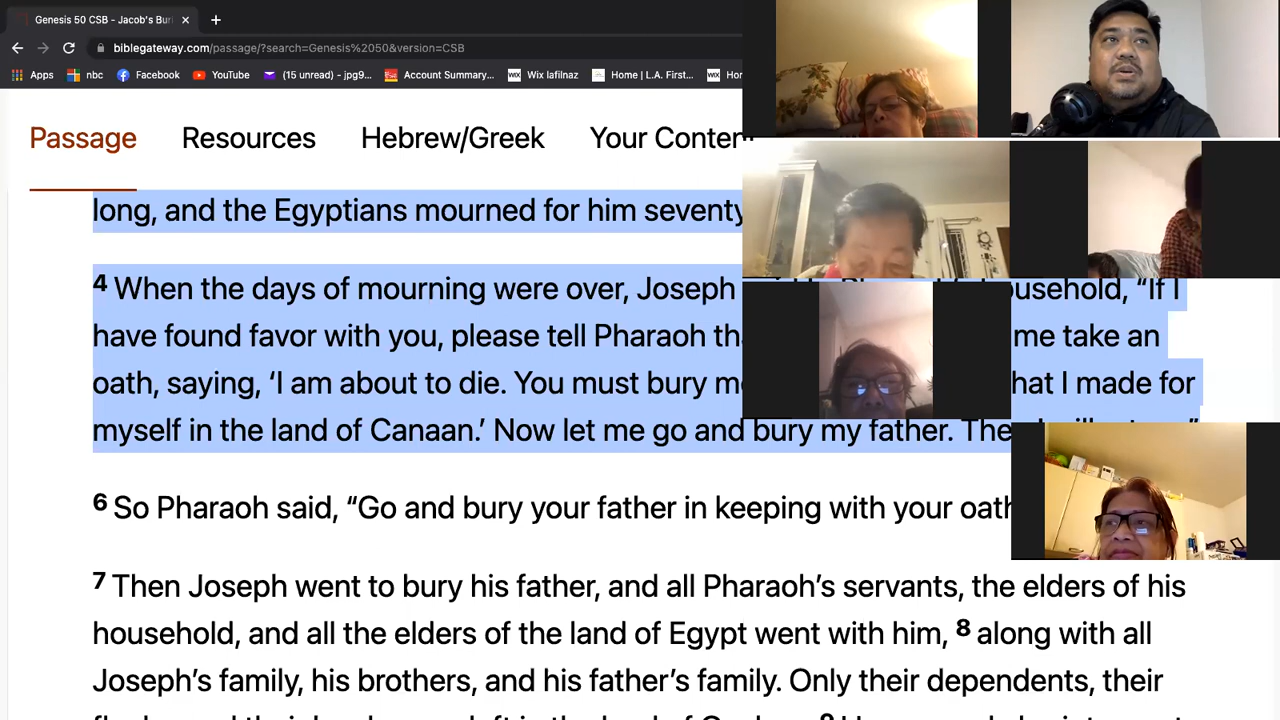 Genesis 50 CSB - Jacob's Buri
biblegateway.com/passage/?search=Genesis%2050&version=CSB
Apps nbc Facebook YouTube (15 unread) - jpg9... Account Summary... Wix Iafilnaz Home | L.A. First... Hor
Passage Resources Hebrew/Greek Your Content
long, and the Egyptians mourned for him seventy
4 When the days of mourning were over, Joseph household, “If I
have found favor with you, please tell Pharaoh me take an
oath, saying, ‘I am about to die. You must bury that I made for
myself in the land of Canaan.’ Now let me go and bury my father.
6 So Pharaoh said, “Go and bury your father in keeping with your oath
7 Then Joseph went to bury his father, and all Pharaoh’s servants, the elders of his
household, and all the elders of the land of Egypt went with him, 8 along with all
Joseph’s family, his brothers, and his father’s family. Only their dependents, their